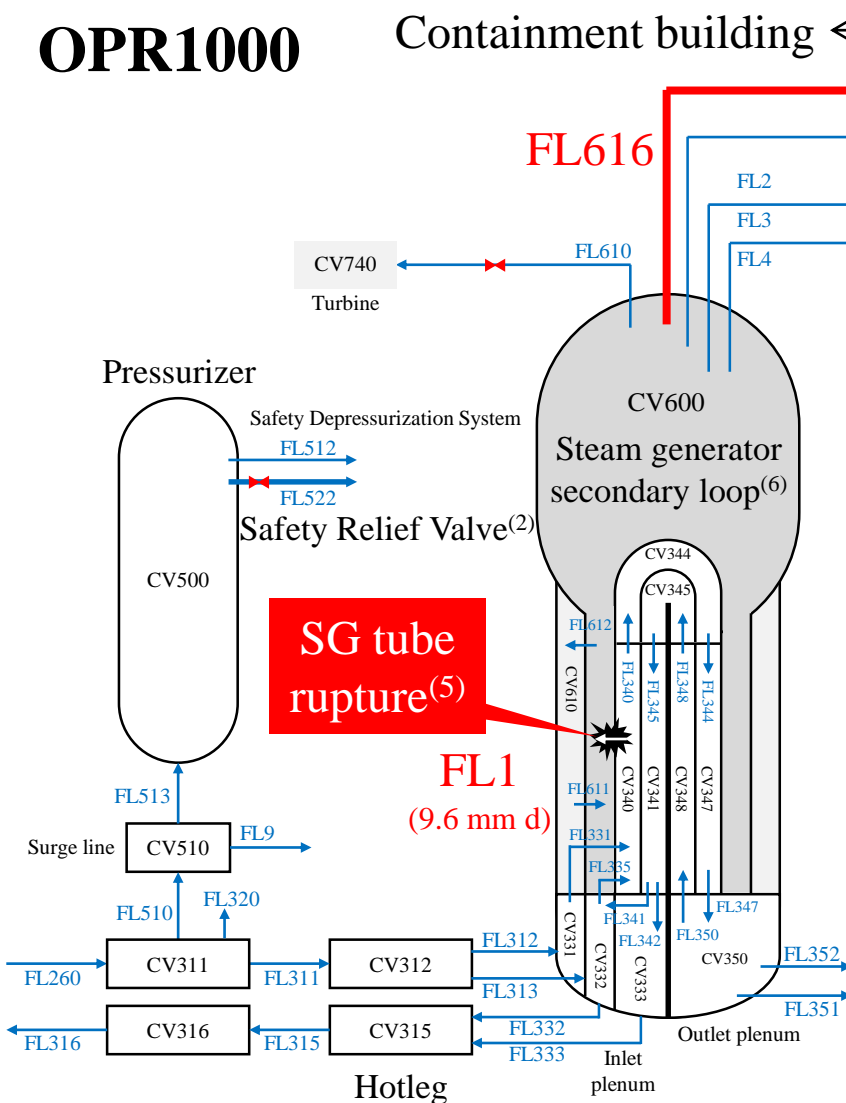 OPR1000
Containment building
FL616
FL2
FL3
FL4
FL610
CV740
Turbine
Pressurizer
CV600
Steam generator
secondary loop(6)
Safety Depressurization System
FL512
FL522
Safety Relief Valve(2)
CV500
CV344
CV345
SG tube
rupture(5)
FL612
CV610
FL340
FL345
FL348
FL344
FL1
(9.6 mm d)
FL611
CV340
CV341
CV348
CV347
FL513
Surge line
CV510
FL9
FL331
FL335
FL510
FL320
FL341
FL342
FL350
FL347
CV331
CV332
CV333
CV350
FL260
CV311
FL311
CV312
FL312
FL313
FL352
FL351
FL316
CV316
FL315
CV315
FL332
FL333
Inlet
plenum
Outlet plenum
Hotleg